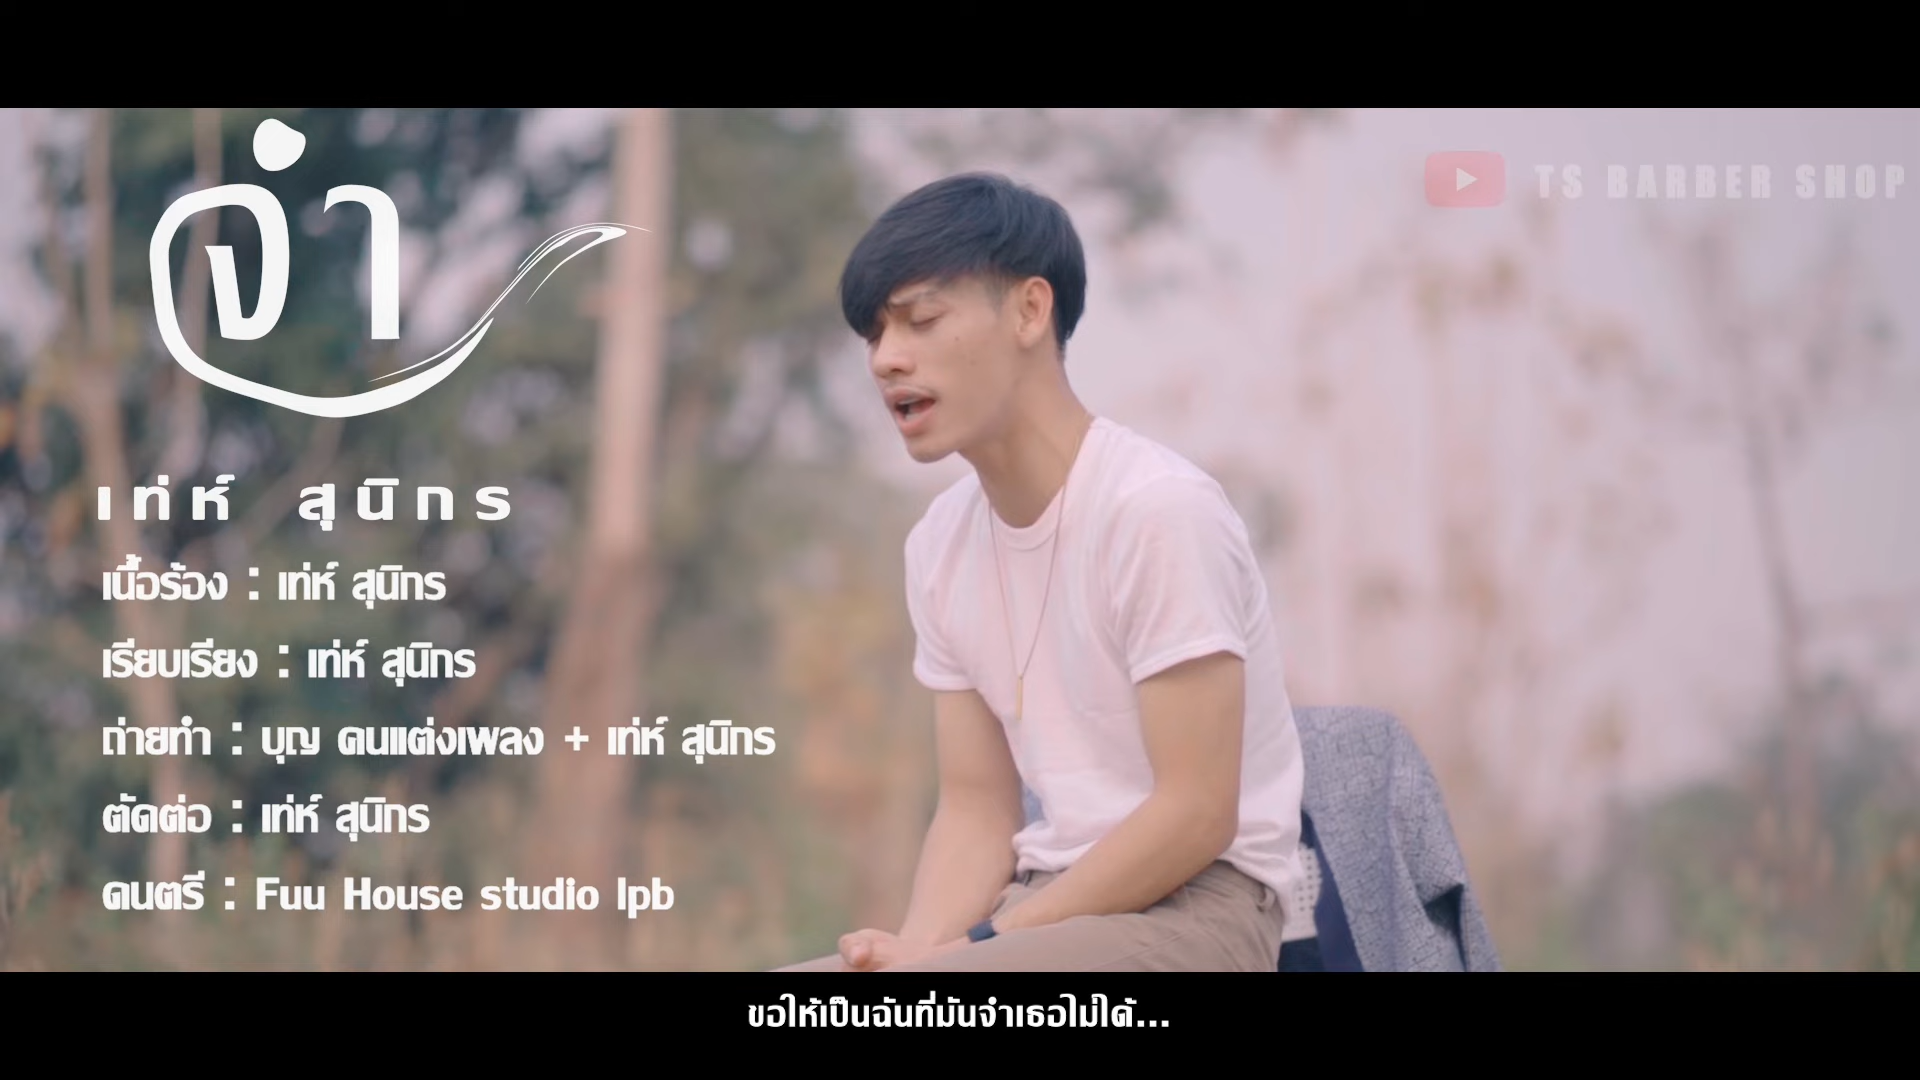 จำ
TS BARBER SHOP
เท่ห์ สุนิกร
เนื้อร้อง : เท่ห์ สุนิกร
เรียบเรียง : เท่ห์ สุนิกร
ถ่ายทำ : บุญ คนแต่งเพลง + เท่ห์ สุนิกร
ตัดต่อ : เท่ห์ สุนิกร
ดนตรี : Fuu House studio lpb
ขอให้เป็นฉันที่มันจำเธอไม่ได้...